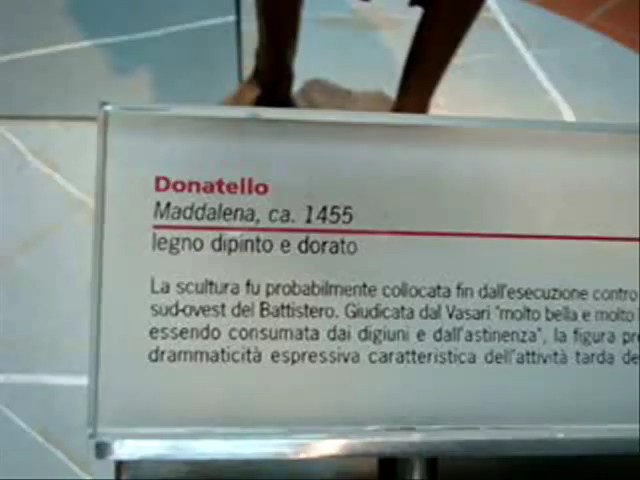 Donatello
Maddalena, ca. 1455
legno dipinto e dorato
La scultura fu probabilmente collocata fin dall'esecuzione contro
sud-ovest del Battistero. Giudicata dal Vasari "molto bella e molto
essendo consumata dai digiuni e dall'astinenza", la figura
drammaticità espressiva caratteristica dell'attività tarda